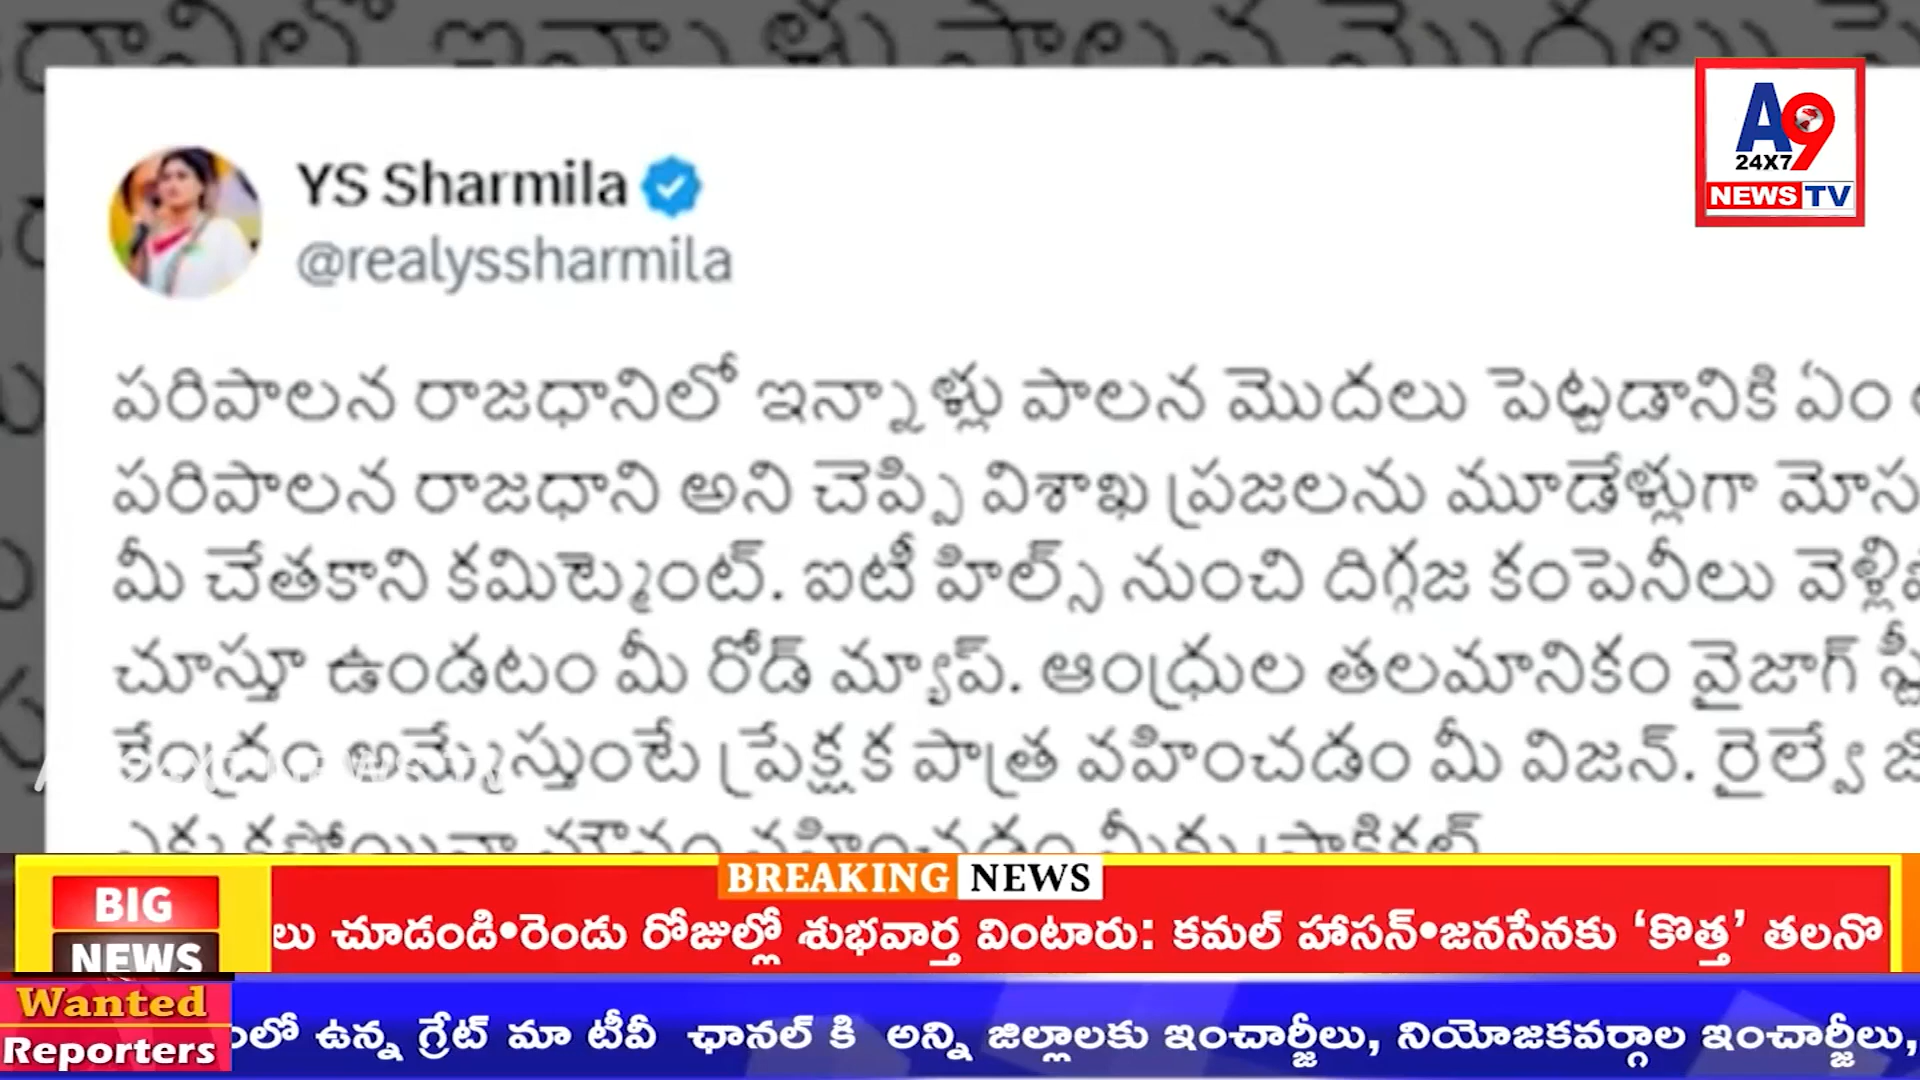 YS Sharmila
@realyssharmila
A9
24X7
NEWS TV
పరిపాలన రాజధానిలో ఇన్నాళ్లు పాలన మొదలు పెట్టడానికి ఏం
పరిపాలన రాజధాని అని చెప్పి విశాఖ ప్రజలను మూడేళ్లుగా మోస
మీ చేతకాని కమిట్మెంట్. ఐటీ హిల్స్ నుంచి దిగ్గజ కంపెనీలు వెళ్లి
చూస్తూ ఉండటం మీ రోడ్ మ్యాప్. ఆంధ్రుల తలమానికం వైజాగ్ స్టీ
కేంద్రం అమ్మేస్తుంటే ప్రేక్షక పాత్ర వహించడం మీ విజన్. రైల్వే జ
BREAKING NEWS
BIG
NEWS
లు చూడండి•రెండు రోజుల్లో శుభవార్త వింటారు: కమల్ హాసన్•జనసేనకు ‘కొత్త’ తలనొ
Wanted
Reporters
లో ఉన్న గ్రేట్ మా టీవీ ఛానల్ కి అన్ని జిల్లాలకు ఇంచార్జీలు, నియోజకవర్గాల ఇంచార్జీలు,